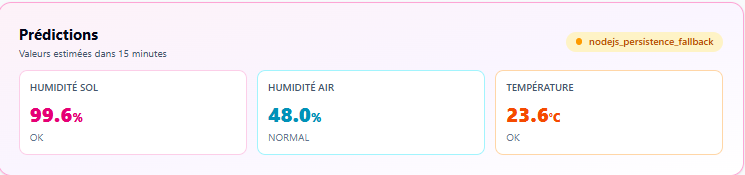 Prédictions
Valeurs estimées dans 15 minutes
nodejs_persistence_fallback
HUMIDITÉ SOL
99.6%
OK
HUMIDITÉ AIR
48.0%
NORMAL
TEMPÉRATURE
23.6°C
OK